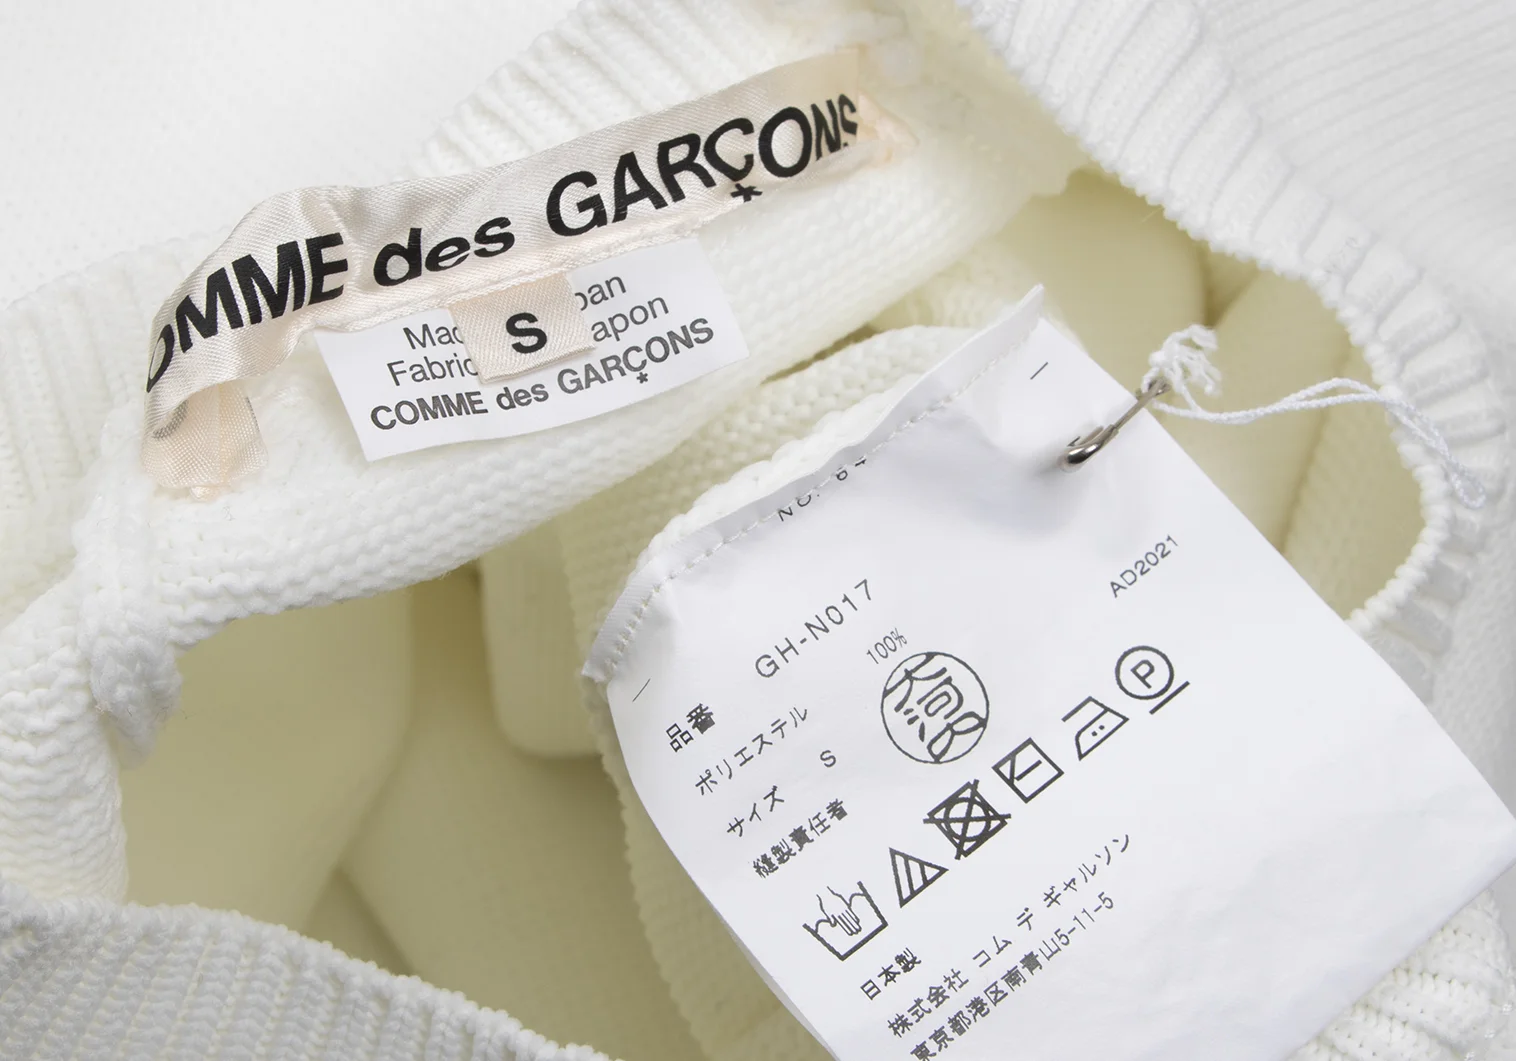 OMME des GARÇONS
S
Mad pan
Fabric apon
COMME des GARÇONS
NO. 64
AD2021
品番 GH-N017
ポリエステル 100%
サイズ S
縫製責任者
P
日本製
株式会社 コム デ ギャルソン
東京都港区南青山5-11-5